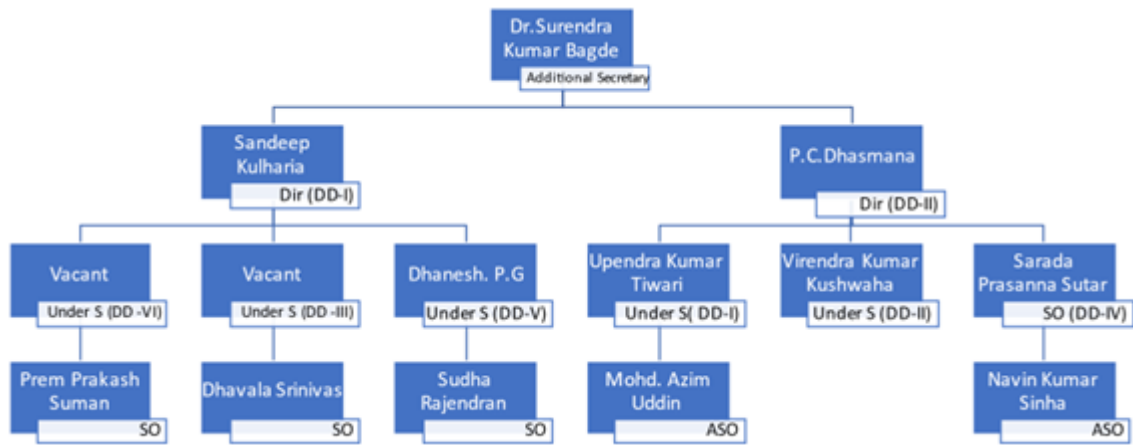 Dr.Surendra
Kumar Bagde
Additional Secretary
Sandeep
Kulharia
Dir (DD-I)
P.C.Dhasmana
Dir (DD-II)
Vacant
Under S (DD -VI)
Vacant
Under S (DD -III)
Dhanesh. P.G
Under S (DD-V)
Upendra Kumar
Tiwari
Under S( DD-I)
Virendra Kumar
Kushwaha
Under S (DD-II)
Sarada
Prasanna Sutar
SO (DD-IV)
Prem Prakash
Suman
SO
Dhavala Srinivas
SO
Sudha
Rajendran
SO
Mohd. Azim
Uddin
ASO
Navin Kumar
Sinha
ASO